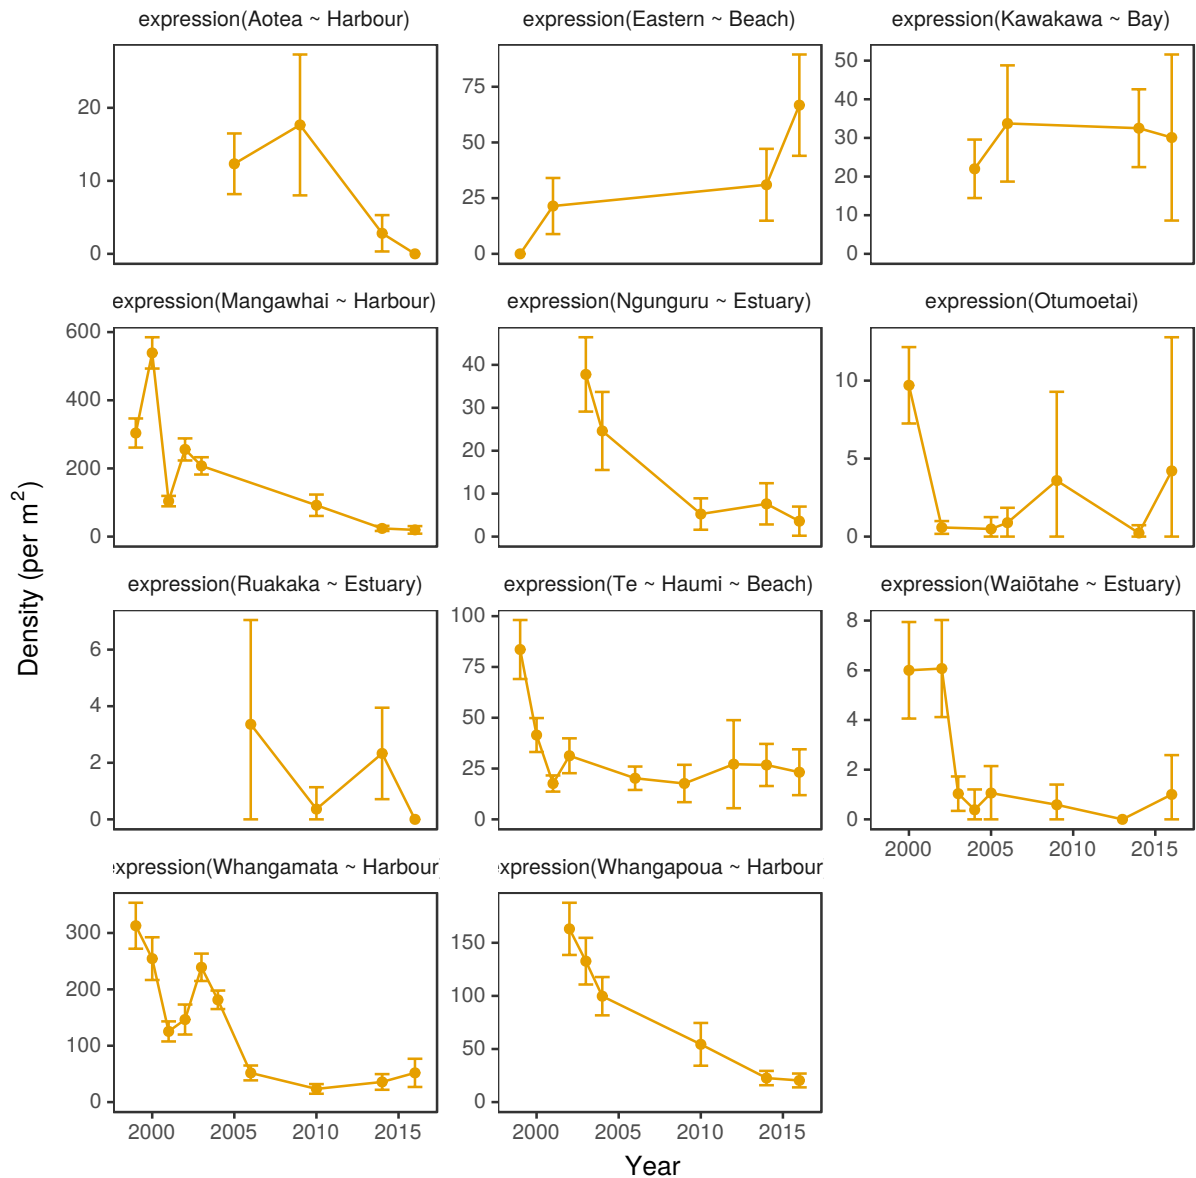 expression(Aotea ~ Harbour)
expression(Eastern ~ Beach)
expression(Kawakawa ~ Bay)
20
10
0
75
50
25
0
50
40
30
20
10
0
expression(Mangawhai ~ Harbour)
expression(Ngunguru ~ Estuary)
expression(Otumoetai)
600
400
200
0
40
30
20
10
0
10
5
0
expression(Ruakaka ~ Estuary)
expression(Te ~ Haumi ~ Beach)
expression(Waiōtahe ~ Estuary)
6
4
2
0
100
75
50
25
0
8
6
4
2
0
2000 2005 2010 2015
expression(Whangamata ~ Harbour)
expression(Whangapoua ~ Harbour
300
200
100
0
150
100
50
0
2000 2005 2010 2015
2000 2005 2010 2015
Year
Density (per m²)